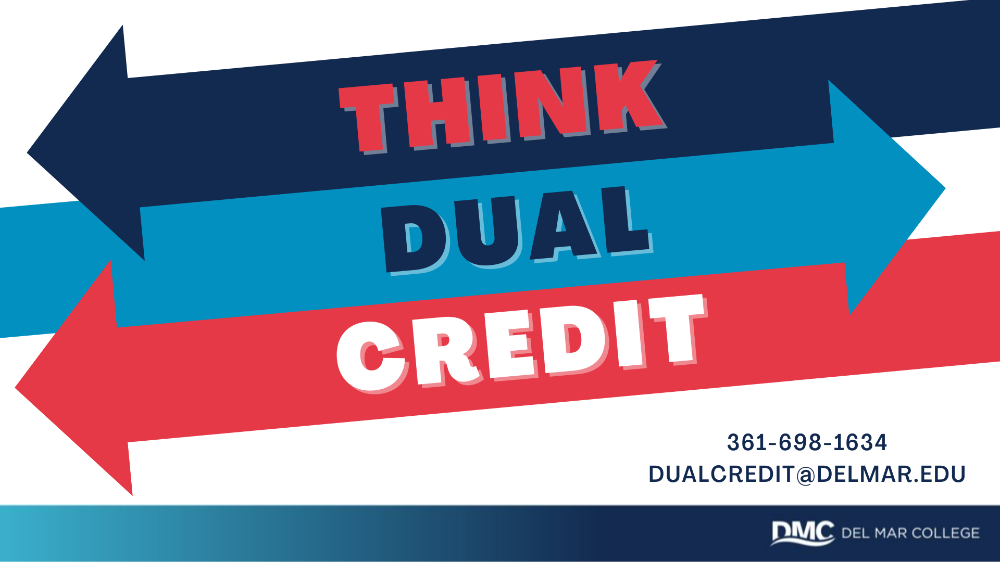 THINK
DUAL
CREDIT
361-698-1634
DUALCREDIT@DELMAR.EDU
DMC DEL MAR COLLEGE